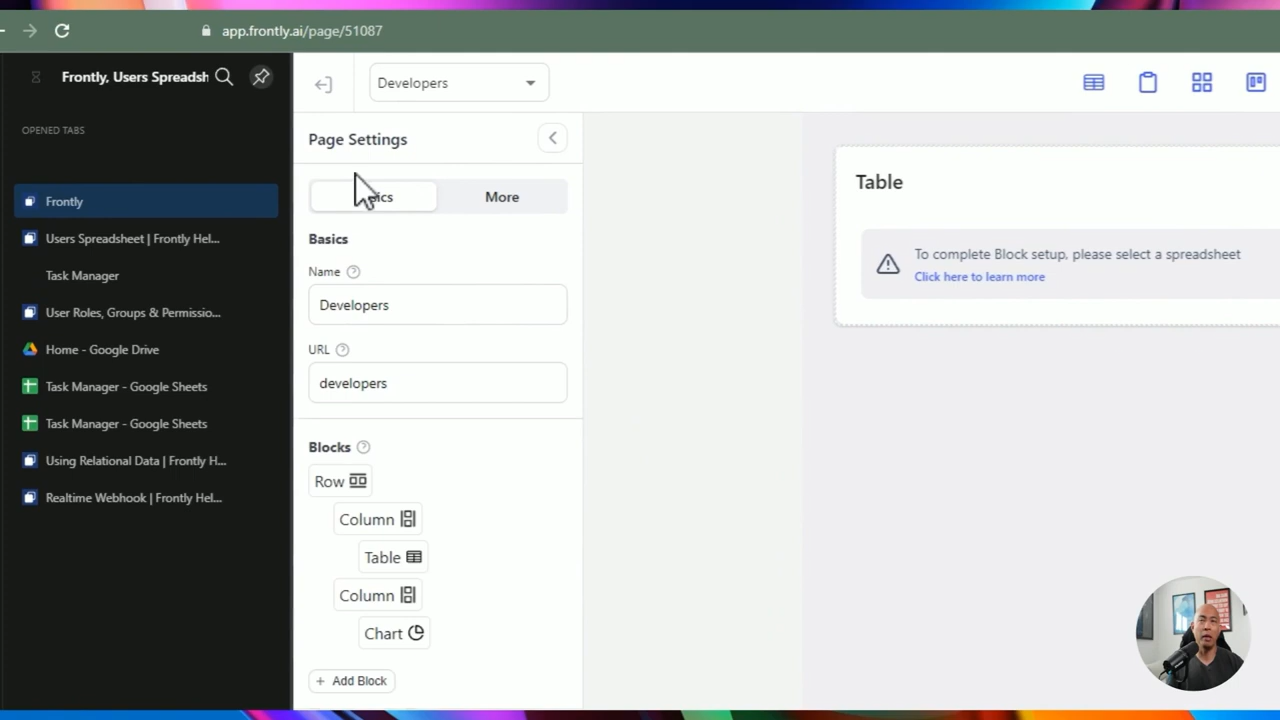 app.frontly.ai/page/51087
Frontly, Users Spreadsh
OPENED TABS
Frontly
Users Spreadsheet | Frontly Hel...
Task Manager
User Roles, Groups & Permissio...
Home - Google Drive
Task Manager - Google Sheets
Task Manager - Google Sheets
Using Relational Data | Frontly H...
Realtime Webhook | Frontly Hel...
Developers
Page Settings
More
Basics
Name
Developers
URL
developers
Blocks
Row
Column
Table
Column
Chart
+ Add Block
Table
To complete Block setup, please select a spreadsheet
Click here to learn more